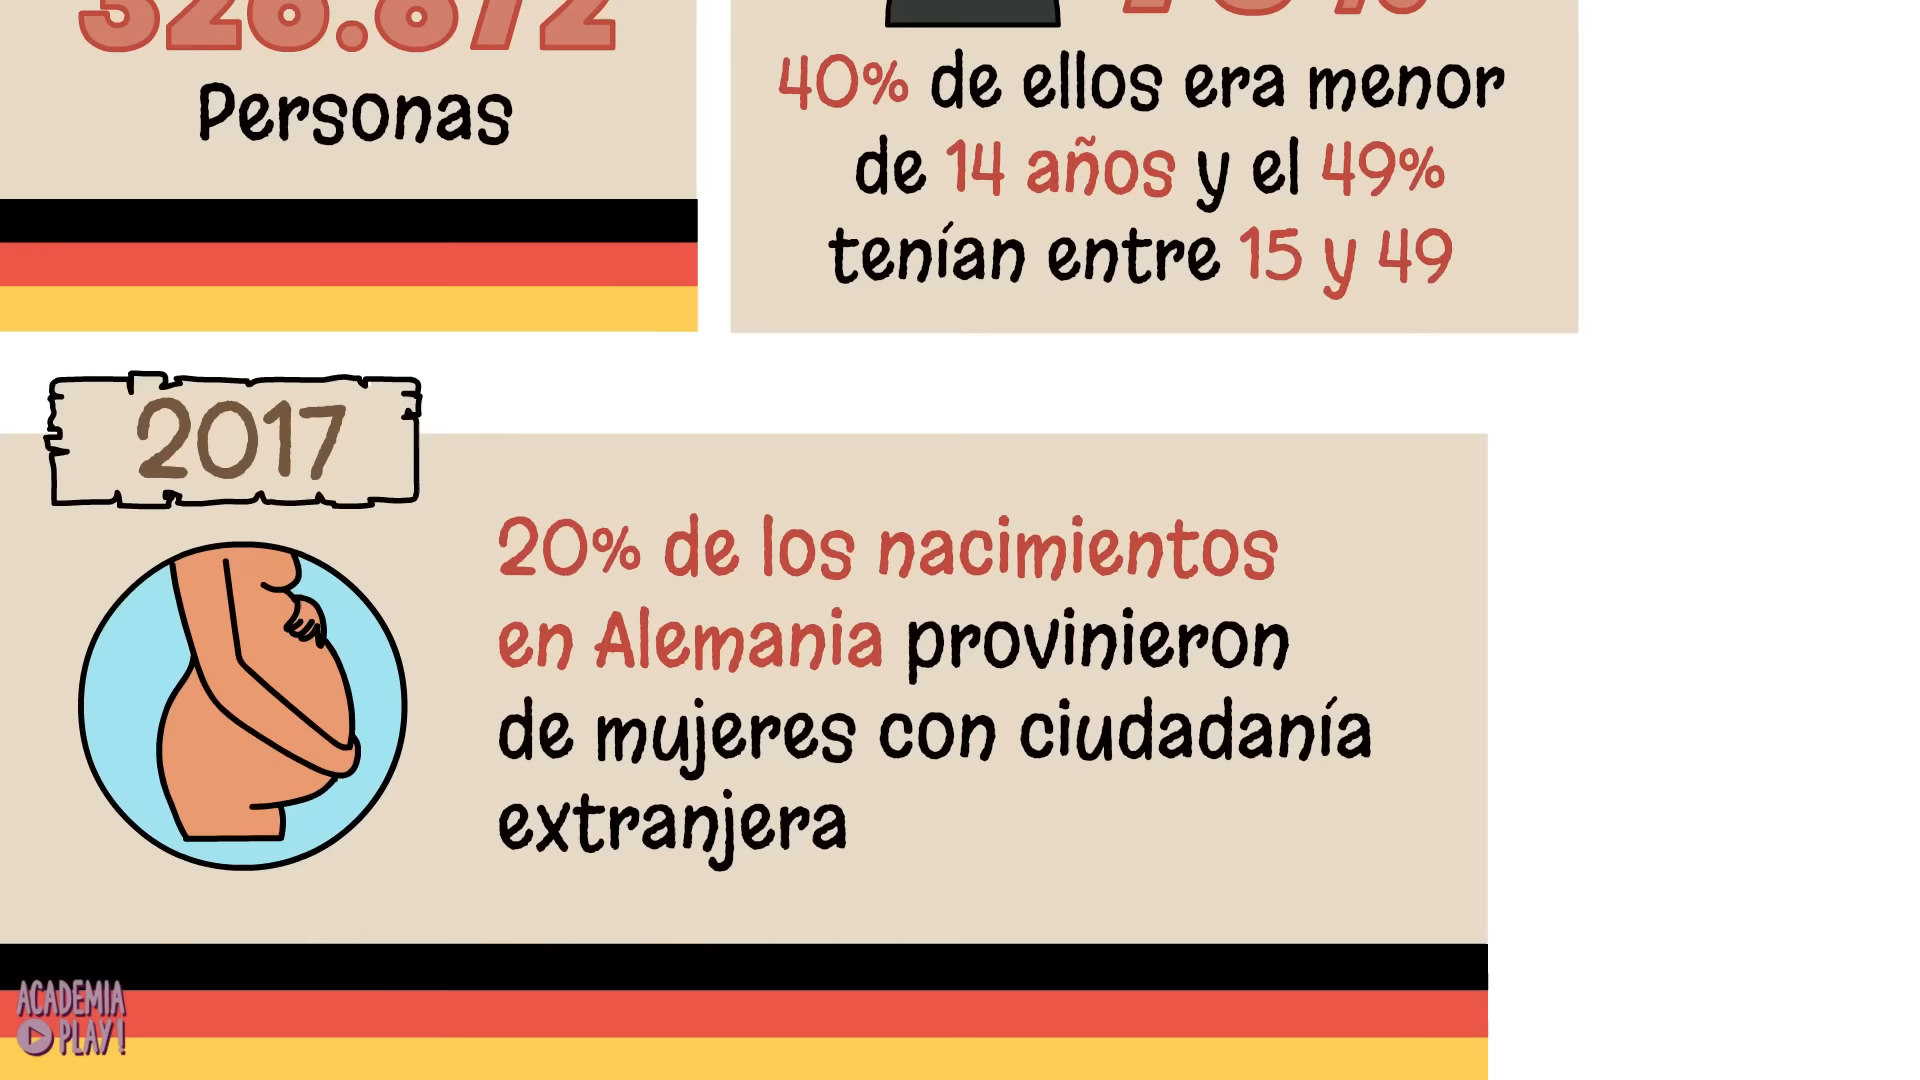 Personas
40% de ellos era menor
de 14 años y el 49%
tenían entre 15 y 49
2017
20% de los nacimientos
en Alemania provinieron
de mujeres con ciudadanía
extranjera
ACADEMIA
PLAY!